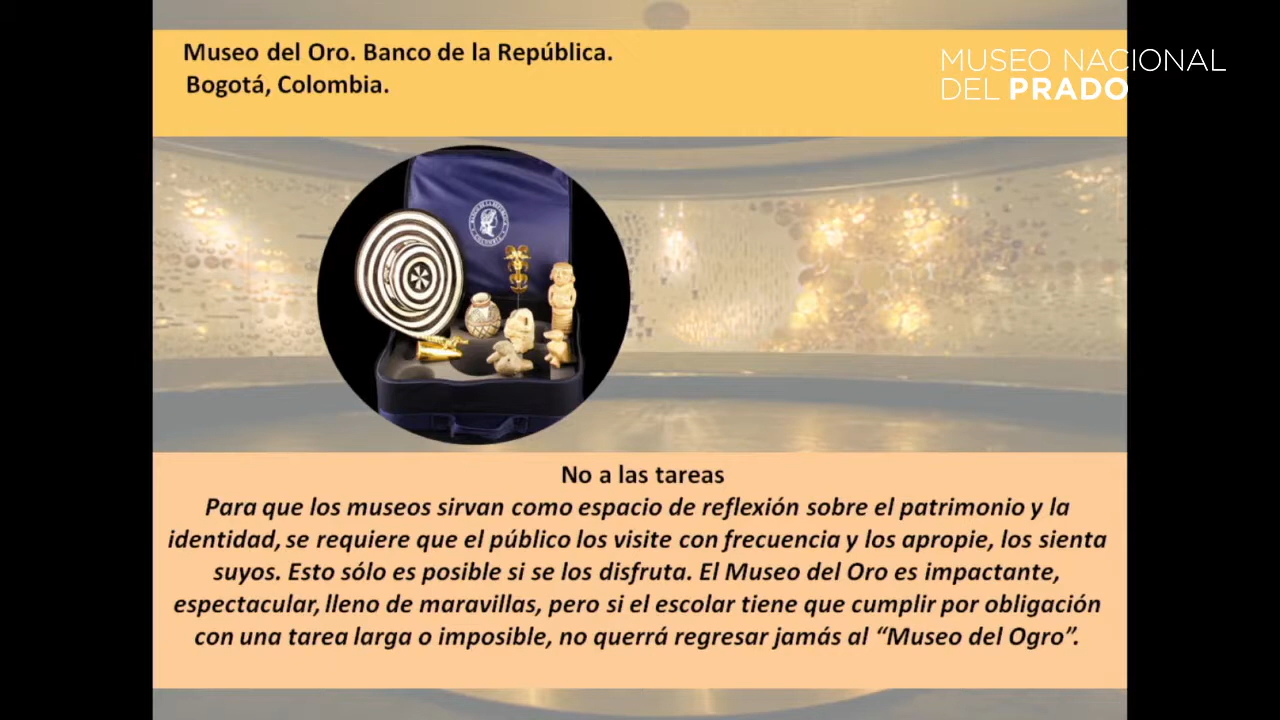 Museo del Oro. Banco de la República.
Bogotá, Colombia.
MUSEO NACIONAL
DEL PRADO
No a las tareas
Para que los museos sirvan como espacio de reflexión sobre el patrimonio y la
identidad, se requiere que el público los visite con frecuencia y los apropie, los sienta
suyos. Esto sólo es posible si se los disfruta. El Museo del Oro es impactante,
espectacular, lleno de maravillas, pero si el escolar tiene que cumplir por obligación
con una tarea larga o imposible, no querrá regresar jamás al “Museo del Ogro”.